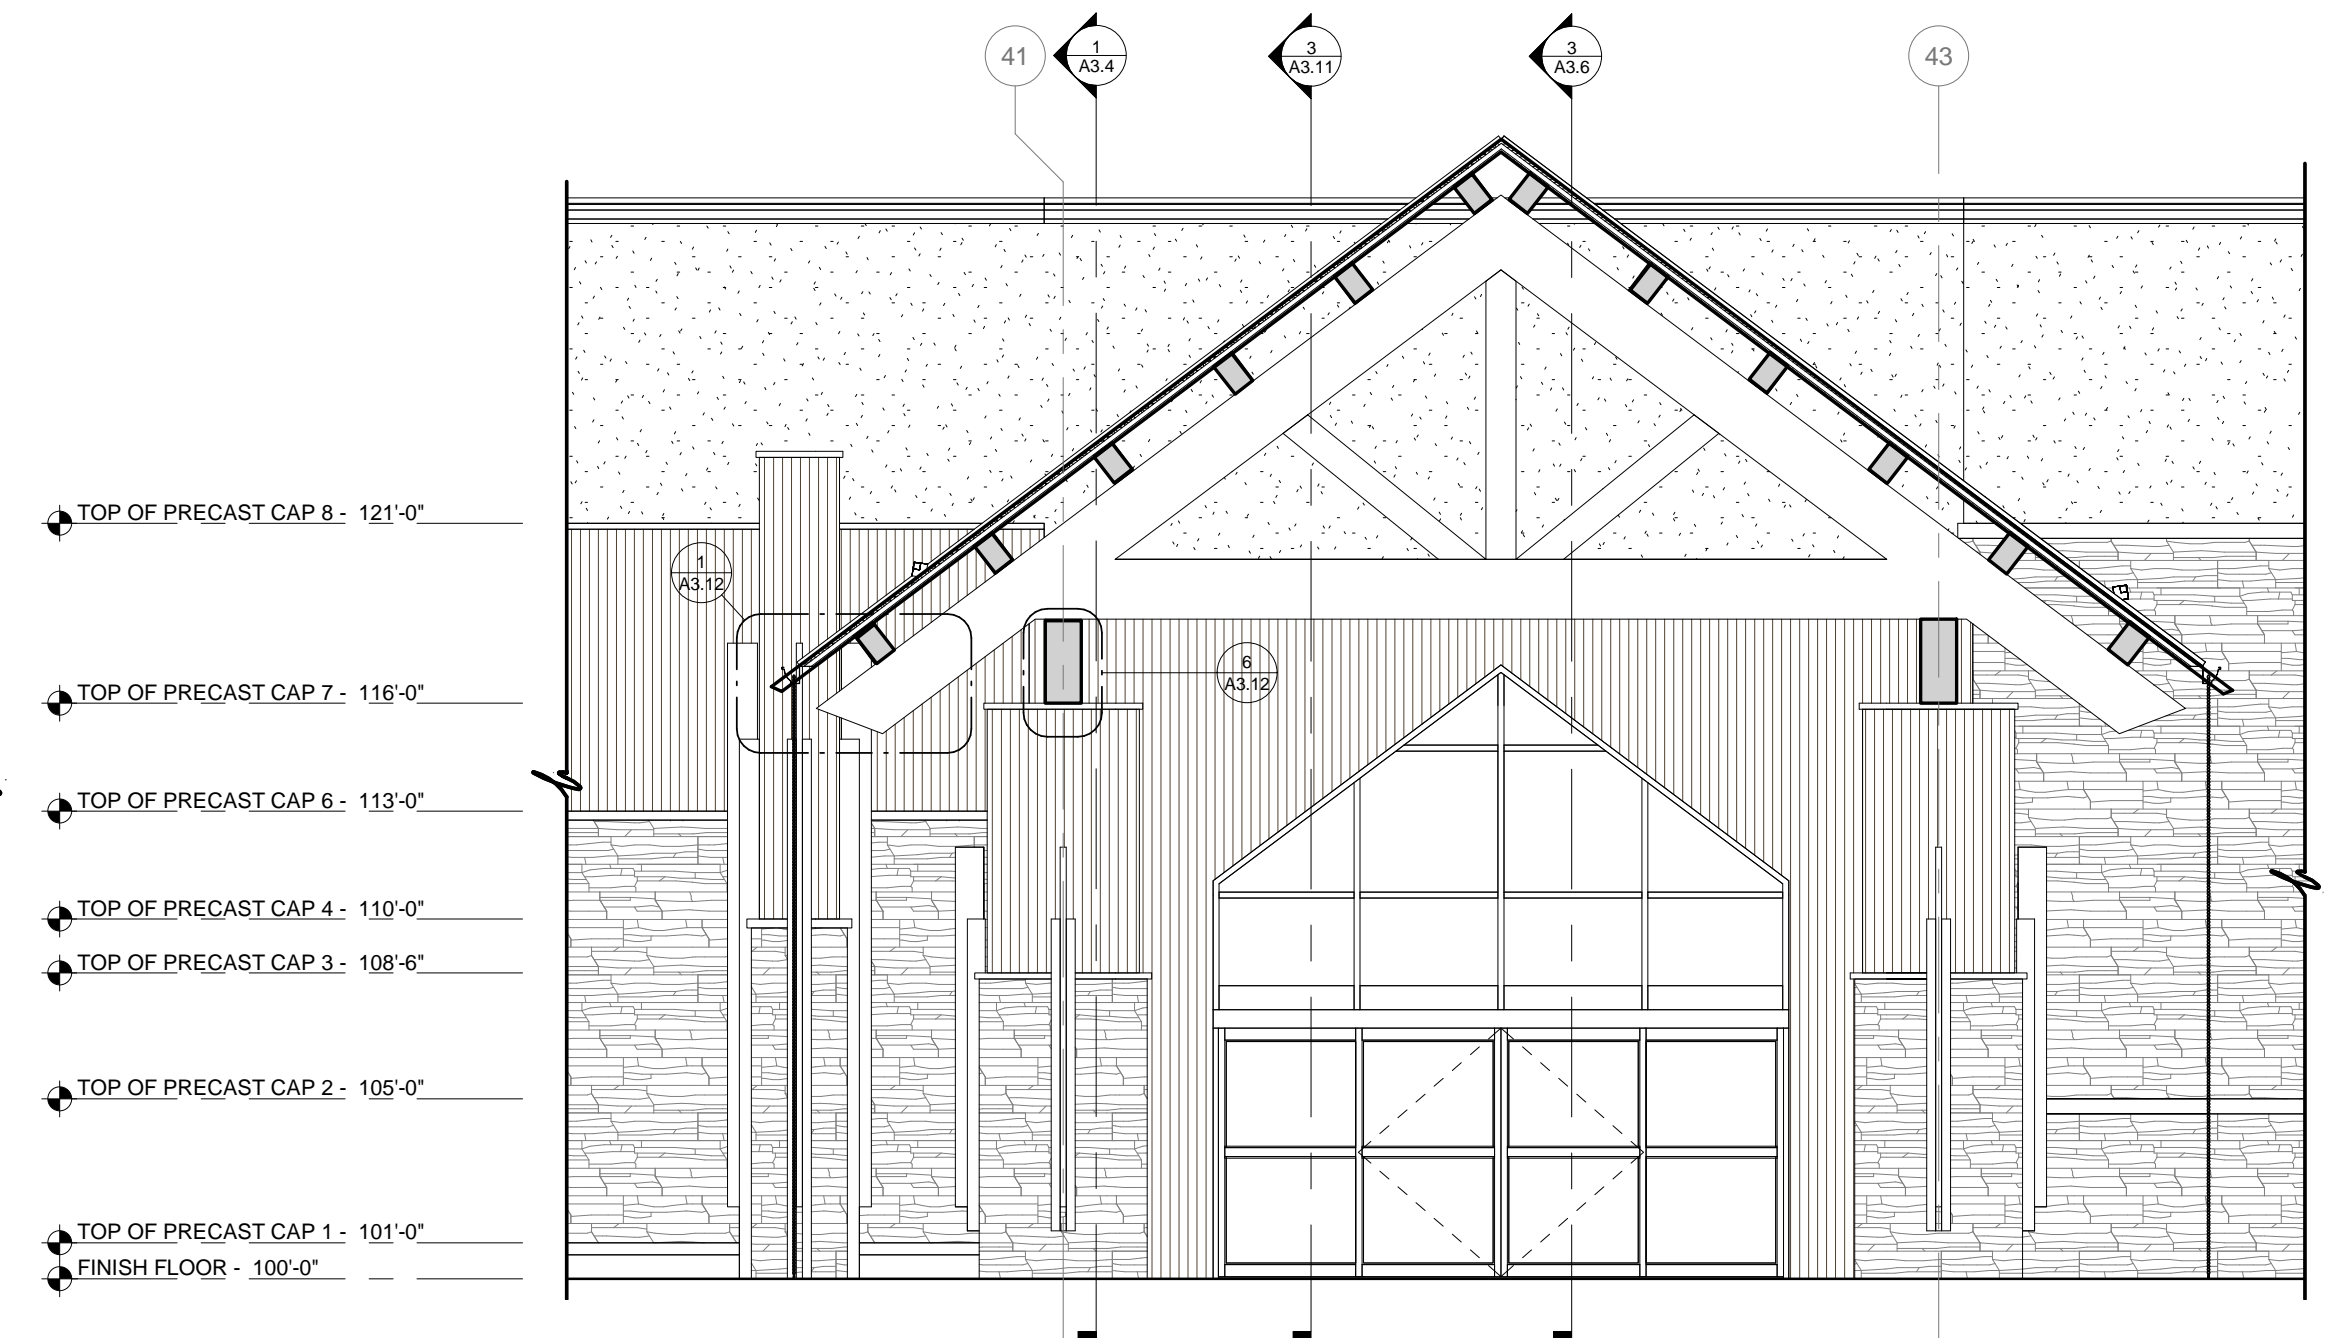 41
1
A3.4
3
A3.11
3
A3.6
43
TOP OF PRECAST CAP 8 - 121'-0"
1
A3.12
TOP OF PRECAST CAP 7 - 116'-0"
6
A3.12
TOP OF PRECAST CAP 6 - 113'-0"
TOP OF PRECAST CAP 4 - 110'-0"
TOP OF PRECAST CAP 3 - 108'-6"
TOP OF PRECAST CAP 2 - 105'-0"
TOP OF PRECAST CAP 1 - 101'-0"
FINISH FLOOR - 100'-0"